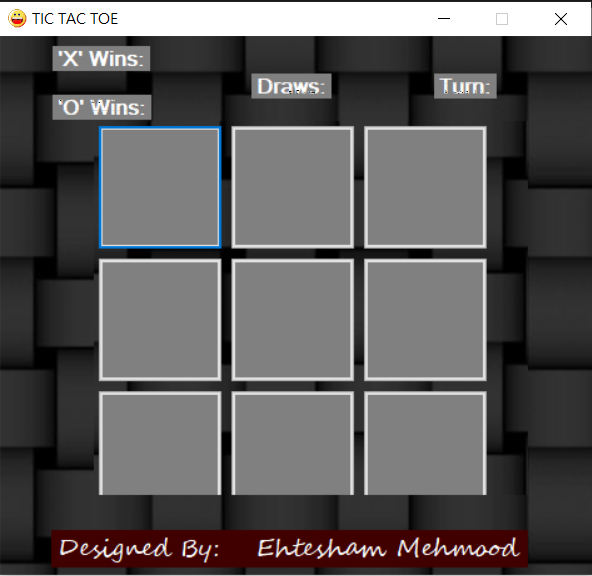 TIC TAC TOE
'X' Wins:
Draws:
Turn:
'O' Wins:
Designed By: Ehtesham Mehmood